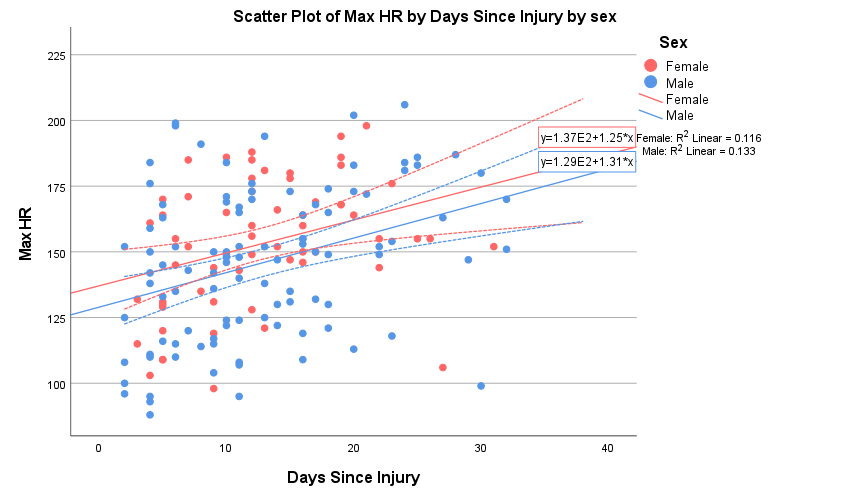 Scatter Plot of Max HR by Days Since Injury by sex
Sex
Female
Male
Female
Male
Female: R2 Linear = 0.116
Male: R2 Linear = 0.133
y=1.37E2+1.25*x
y=1.29E2+1.31*x
Max HR
225
200
175
150
125
100
0 10 20 30 40
Days Since Injury